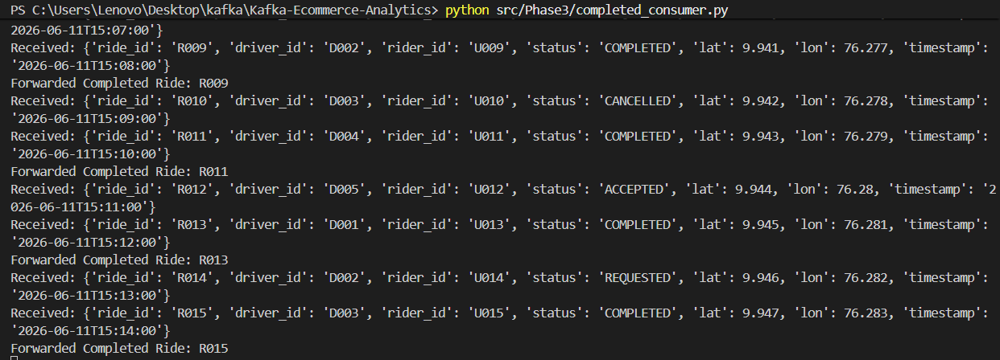 PS C:\Users\Lenovo\Desktop\kafka\Kafka-Ecommerce-Analytics> python src/Phase3/completed_consumer.py
2026-06-11T15:07:00'}
Received: {'ride_id': 'R009', 'driver_id': 'D002', 'rider_id': 'U009', 'status': 'COMPLETED', 'lat': 9.941, 'lon': 76.277, 'timestamp':
'2026-06-11T15:08:00'}
Forwarded Completed Ride: R009
Received: {'ride_id': 'R010', 'driver_id': 'D003', 'rider_id': 'U010', 'status': 'CANCELLED', 'lat': 9.942, 'lon': 76.278, 'timestamp':
'2026-06-11T15:09:00'}
Received: {'ride_id': 'R011', 'driver_id': 'D004', 'rider_id': 'U011', 'status': 'COMPLETED', 'lat': 9.943, 'lon': 76.279, 'timestamp':
'2026-06-11T15:10:00'}
Forwarded Completed Ride: R011
Received: {'ride_id': 'R012', 'driver_id': 'D005', 'rider_id': 'U012', 'status': 'ACCEPTED', 'lat': 9.944, 'lon': 76.28, 'timestamp': '2
026-06-11T15:11:00'}
Received: {'ride_id': 'R013', 'driver_id': 'D001', 'rider_id': 'U013', 'status': 'COMPLETED', 'lat': 9.945, 'lon': 76.281, 'timestamp':
'2026-06-11T15:12:00'}
Forwarded Completed Ride: R013
Received: {'ride_id': 'R014', 'driver_id': 'D002', 'rider_id': 'U014', 'status': 'REQUESTED', 'lat': 9.946, 'lon': 76.282, 'timestamp':
'2026-06-11T15:13:00'}
Received: {'ride_id': 'R015', 'driver_id': 'D003', 'rider_id': 'U015', 'status': 'COMPLETED', 'lat': 9.947, 'lon': 76.283, 'timestamp':
'2026-06-11T15:14:00'}
Forwarded Completed Ride: R015